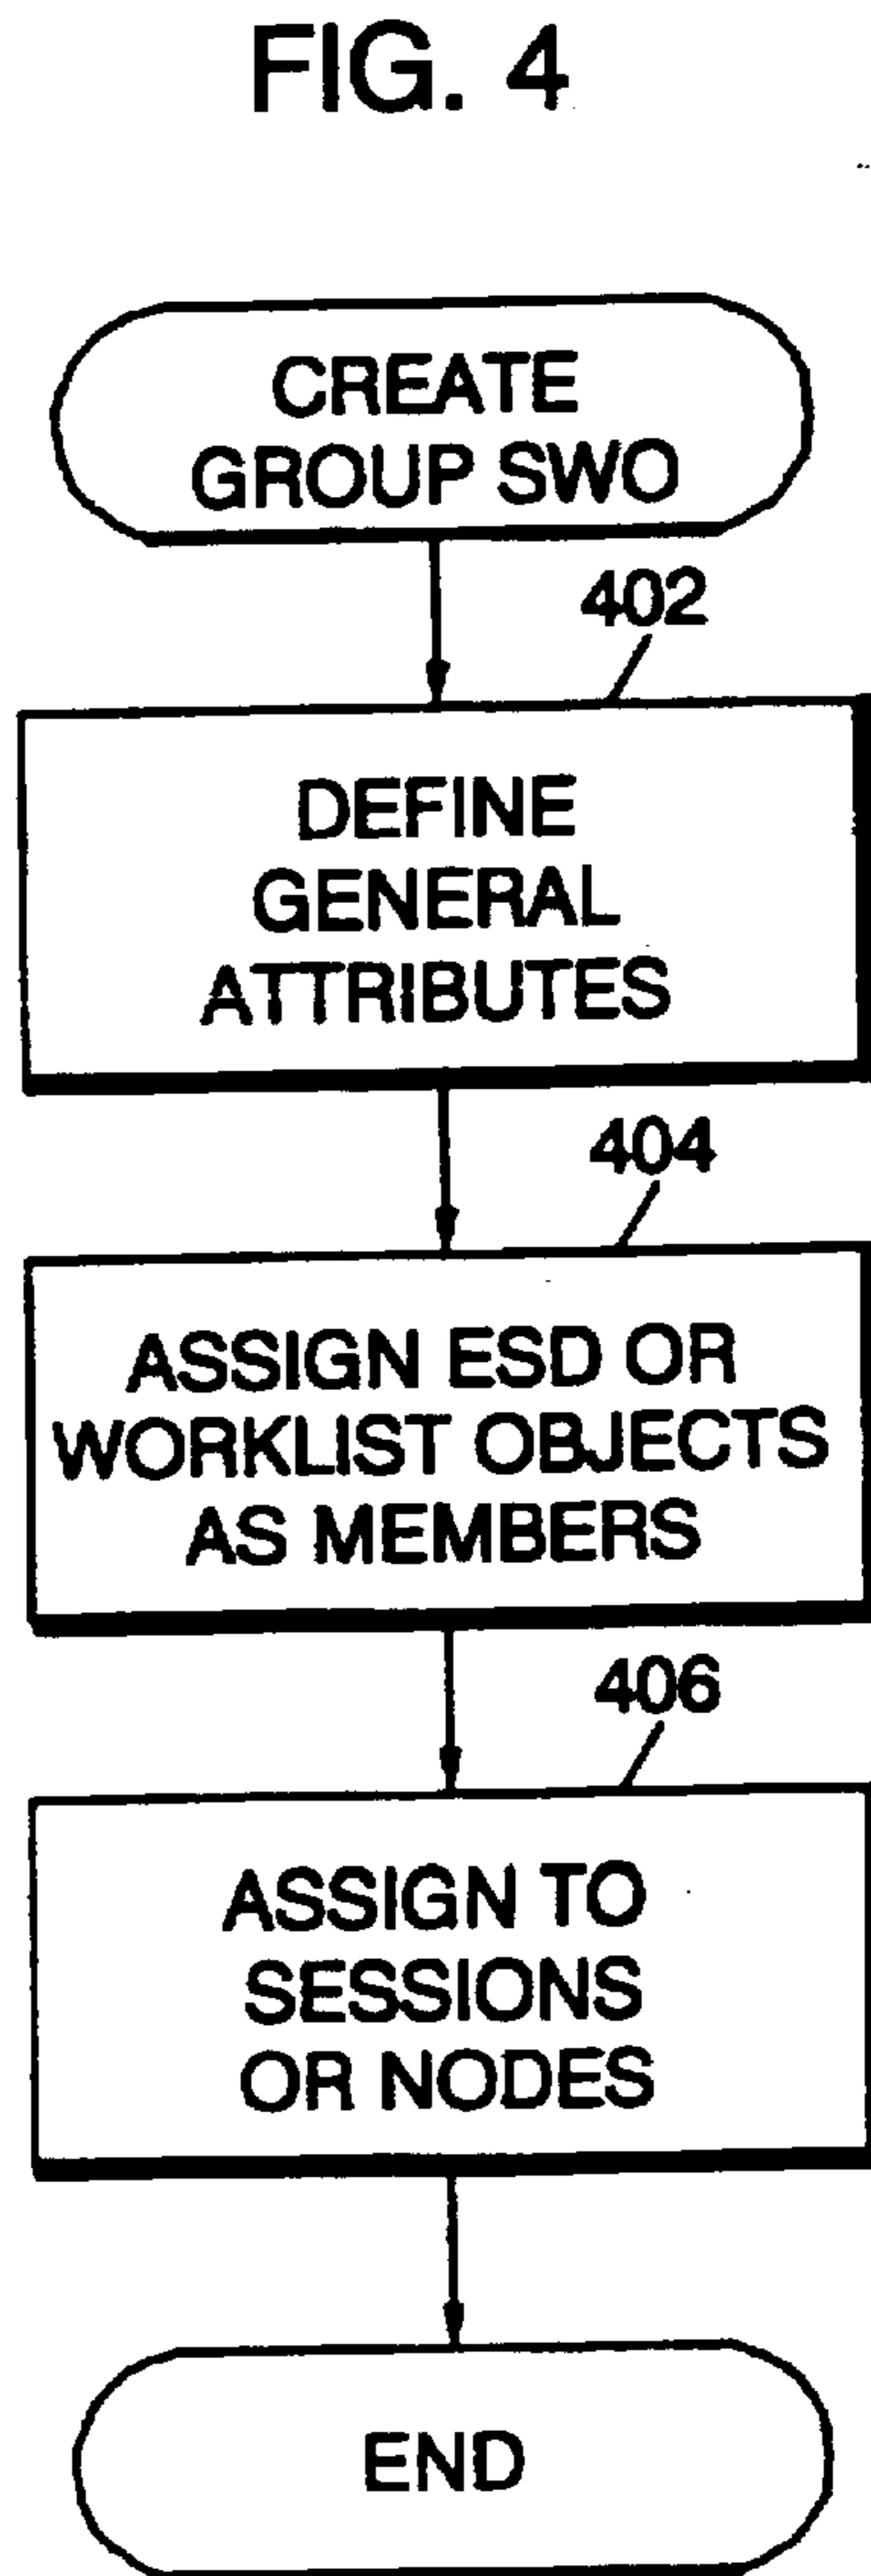 FIG. 4
CREATE
GROUP SWO
402
DEFINE
GENERAL
ATTRIBUTES
404
ASSIGN ESD OR
WORKLIST OBJECTS
AS MEMBERS
406
ASSIGN TO
SESSIONS
OR NODES
END